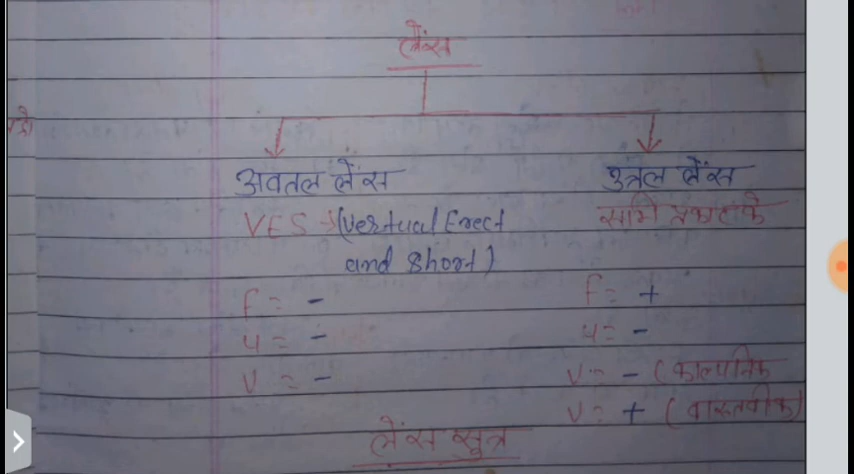 लेंस
अवतल लेंस
उत्तल लेंस
VES → (Vertual Erect
and Short)
सभी प्रकार के
f = -
f = +
u = -
u = -
v = -
v = - (काल्पनिक
v = + (वास्तवीक)
लेंस सुत्र